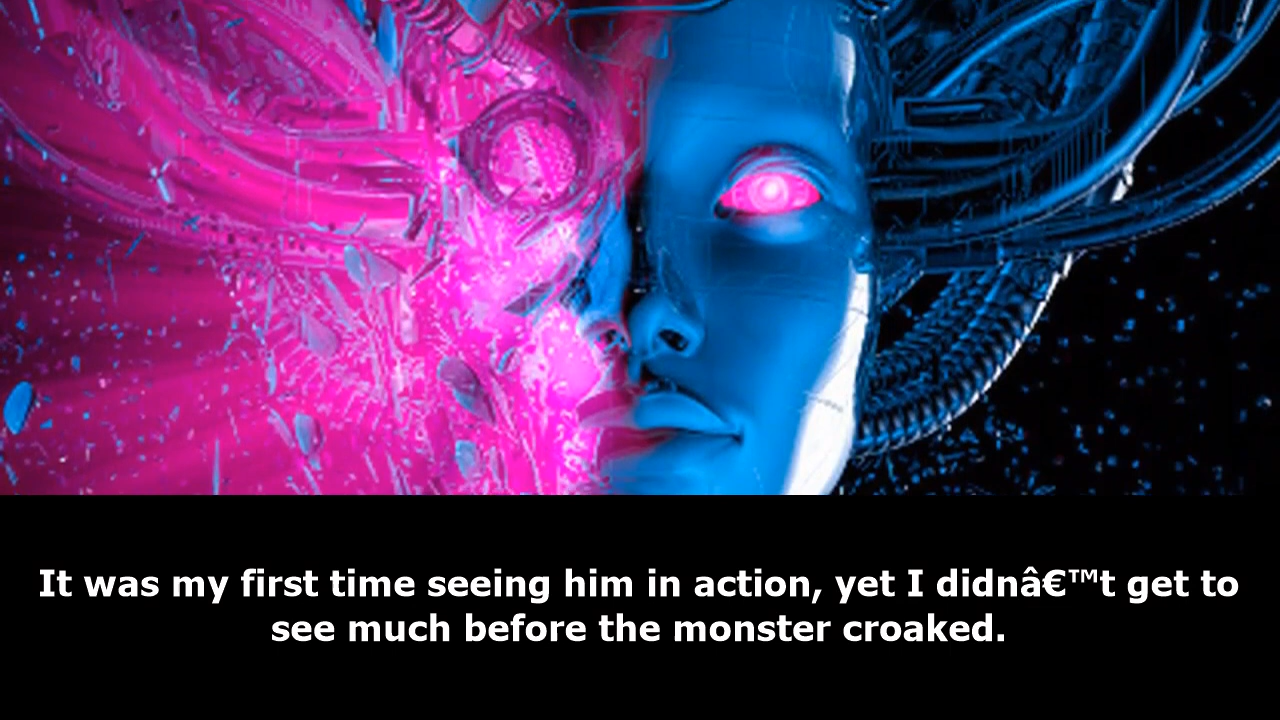 It was my first time seeing him in action, yet I didnâ€™t get to
see much before the monster croaked.